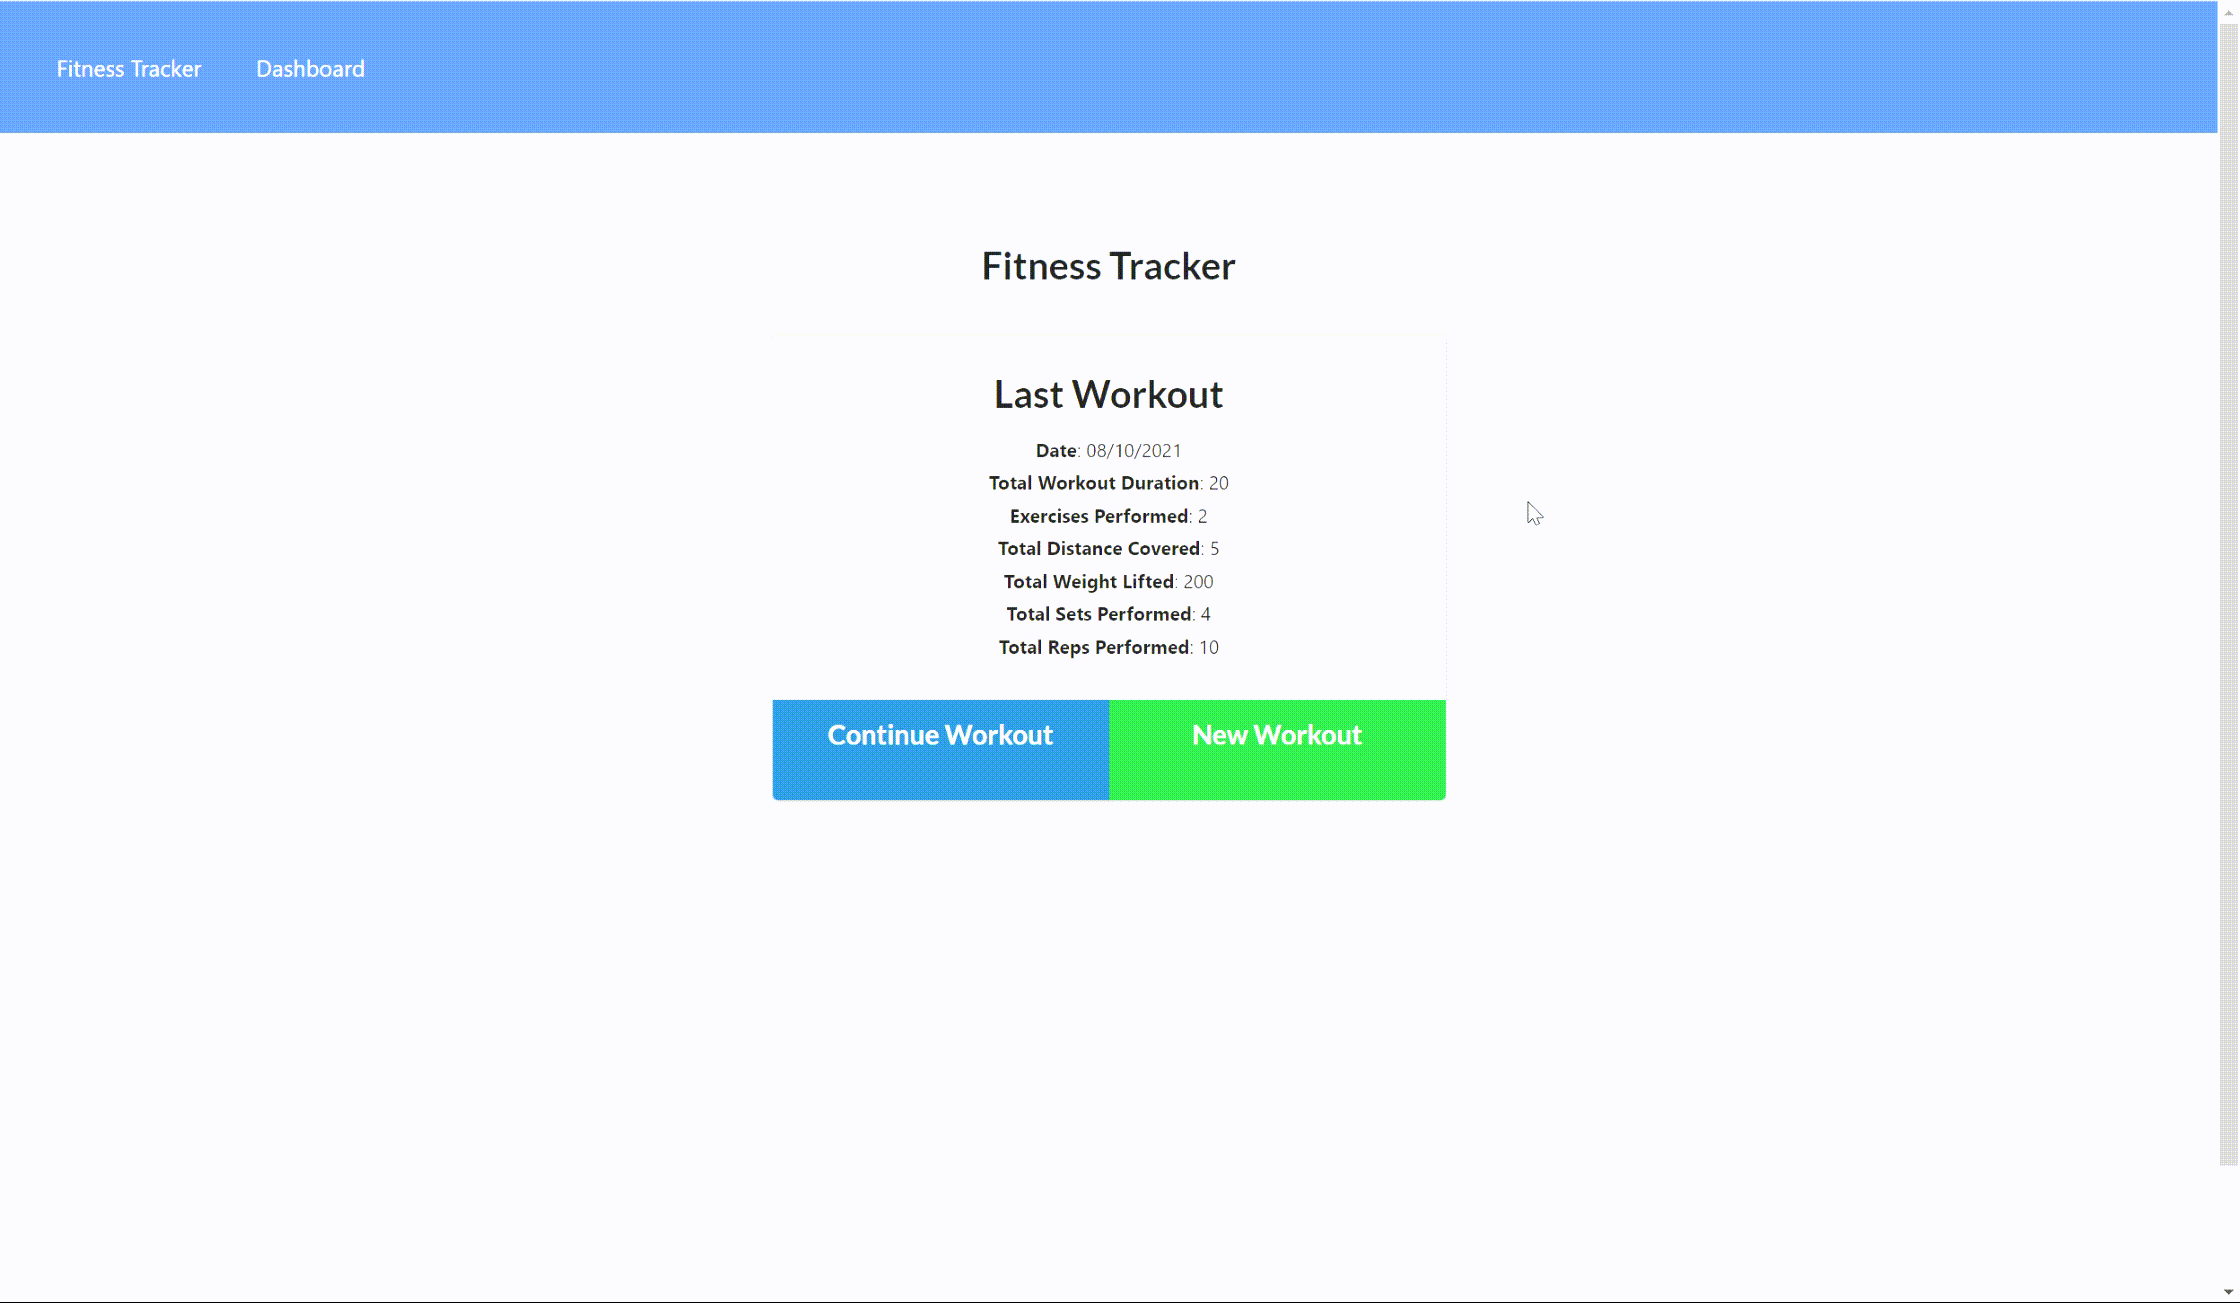 Fitness Tracker Dashboard
Fitness Tracker
Last Workout
Date: 08/10/2021
Total Workout Duration: 20
Exercises Performed: 2
Total Distance Covered: 5
Total Weight Lifted: 200
Total Sets Performed: 4
Total Reps Performed: 10
Continue Workout New Workout